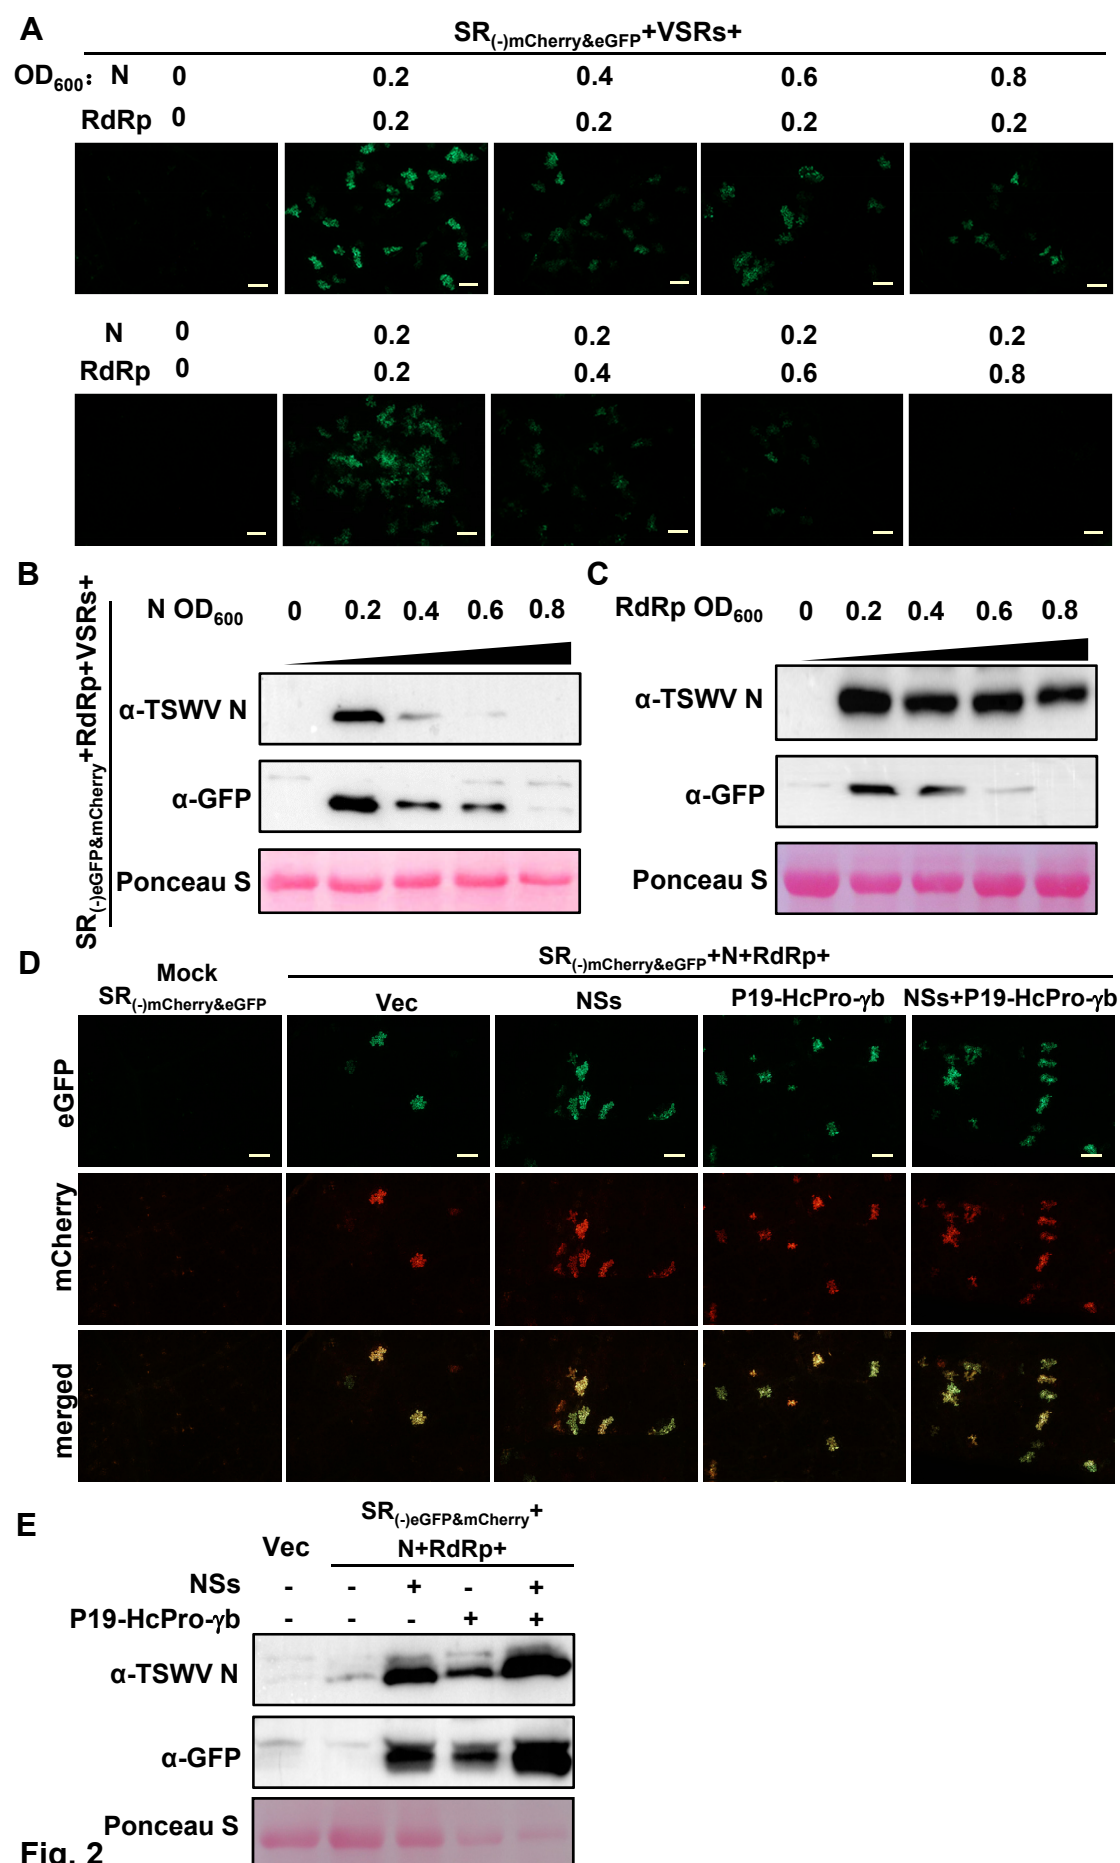 A
SR(-)mCherry&eGFP+VSRs+
OD600: N 0 0.2 0.4 0.6 0.8
RdRp 0 0.2 0.2 0.2 0.2
N 0 0.2 0.2 0.2 0.2
RdRp 0 0.2 0.4 0.6 0.8
B
SR(-)eGFP&mCherry+RdRp+VSRs+
N OD600 0 0.2 0.4 0.6 0.8
α-TSWV N
α-GFP
Ponceau S
C
RdRp OD600 0 0.2 0.4 0.6 0.8
α-TSWV N
α-GFP
Ponceau S
D
Mock
SR(-)mCherry&eGFP
SR(-)mCherry&eGFP+N+RdRp+
Vec NSs P19-HcPro-γb NSs+P19-HcPro-γb
eGFP
mCherry
merged
E
SR(-)eGFP&mCherry+
Vec N+RdRp+
NSs - - + - +
P19-HcPro-γb - - - + +
α-TSWV N
α-GFP
Ponceau S
Fig. 2